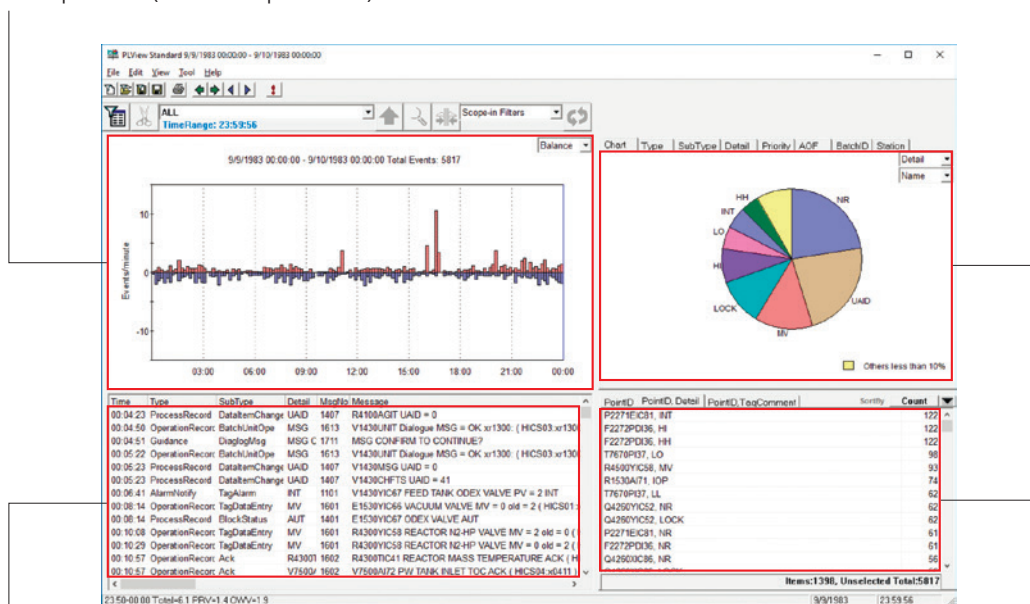 PLView Standard 9/9/1983 00:00:00 - 9/10/1983 00:00:00
File Edit View Tool Help
ALL
TimeRange: 23:59:56
Scope-in Filters
Balance
9/9/1983 00:00:00 - 9/10/1983 00:00:00 Total Events: 5817
Events/minute
10
0
-10
03:00 06:00 09:00 12:00 15:00 18:00 21:00 00:00
Chart Type SubType Detail Priority AOF BatchID Station
Detail
Name
NR
UAID
MV
LOCK
HI
LO
INT
HH
Others less than 10%
Time Type SubType Detail MsgNo Message
00:04:23 ProcessRecord DataItemChange UAID 1407 R4100AGIT UAID = 0
00:04:50 OperationRecorc BatchUnitOpe MSG 1613 V1430UNIT Dialogue MSG = OK xr1300: ( HICS03:xr130
00:04:51 Guidance DiaglogMsg MSG C 1711 MSG CONFIRM TO CONTINUE?
00:05:22 OperationRecorc BatchUnitOpe MSG 1613 V1430UNIT Dialogue MSG = OK xr1300: ( HICS03:xr130
00:05:23 ProcessRecord DataItemChange UAID 1407 V1430MSG UAID = 0
00:05:23 ProcessRecord DataItemChange UAID 1407 V1430CHFTS UAID = 41
00:06:41 AlarmNotify TagAlarm INT 1101 V1430YIC67 FEED TANK ODEX VALVE PV = 2 INT
00:08:14 OperationRecorc TagDataEntry MV 1601 E1530YIC66 VACUUM VALVE MV = 0 old = 2 ( HICS01:
00:08:14 ProcessRecord BlockStatus AUT 1401 E1530YIC67 ODEX VALVE AUT
00:10:08 OperationRecorc TagDataEntry MV 1601 R4300YIC58 REACTOR N2-HP VALVE MV = 2 old = 0 (
00:10:29 OperationRecorc TagDataEntry MV 1601 R4300YIC58 REACTOR N2-HP VALVE MV = 0 old = 2 (
00:10:57 OperationRecorc Ack R4300T 1602 R4300TIC41 REACTOR MASS TEMPERATURE ACK ( H
00:10:57 OperationRecorc Ack V7500/ 1602 V7500AI72 PW TANK INLET TOC ACK ( HICS04:x0411 )
PointID PointID, Detail PointID,TagComment SortBy Count
P2271EIC81, INT 122
F2272PDI36, HI 122
F2272PDI36, HH 122
T7670PI37, LO 98
R4500YIC58, MV 93
R1530AI71, IOP 74
T7670PI37, LL 62
Q4260YIC52, NR 62
Q4260YIC52, LOCK 62
P2271EIC81, NR 61
F2272PDI36, NR 61
Q4260XC86, NR 56
Items:1398, Unselected Total:5817
23:50-00:00 Total=6.1 PRV=1.4 OWV=1.9
9/9/1983 23:59:56